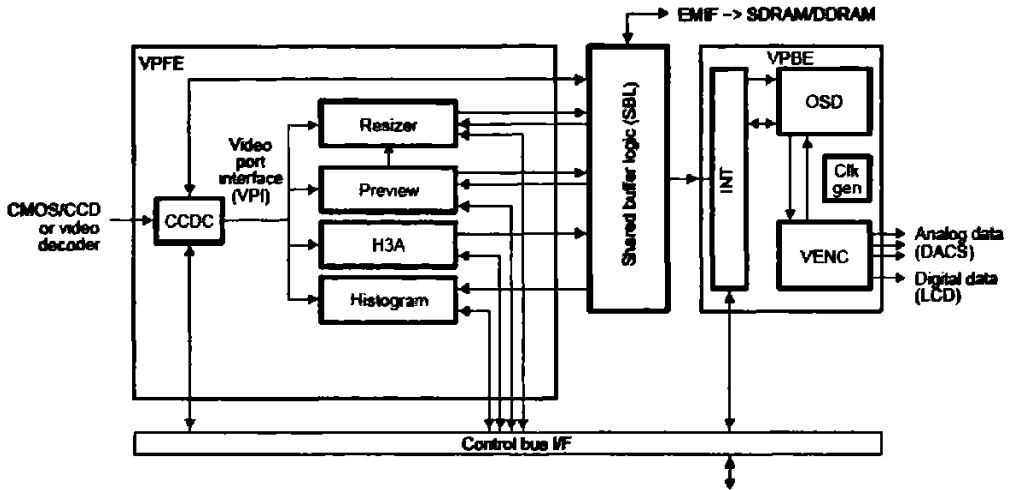 EMIF -> SDRAM/DDRAM
VPFE
VPBE
Resizer
OSD
Video
port
interface
(VPI)
Shared buffer logic (SBL)
INT
Preview
Clk
gen
CMOS/CCD
or video
decoder
CCDC
H3A
VENC
Analog data
(DACS)
Histogram
Digital data
(LCD)
Control bus I/F